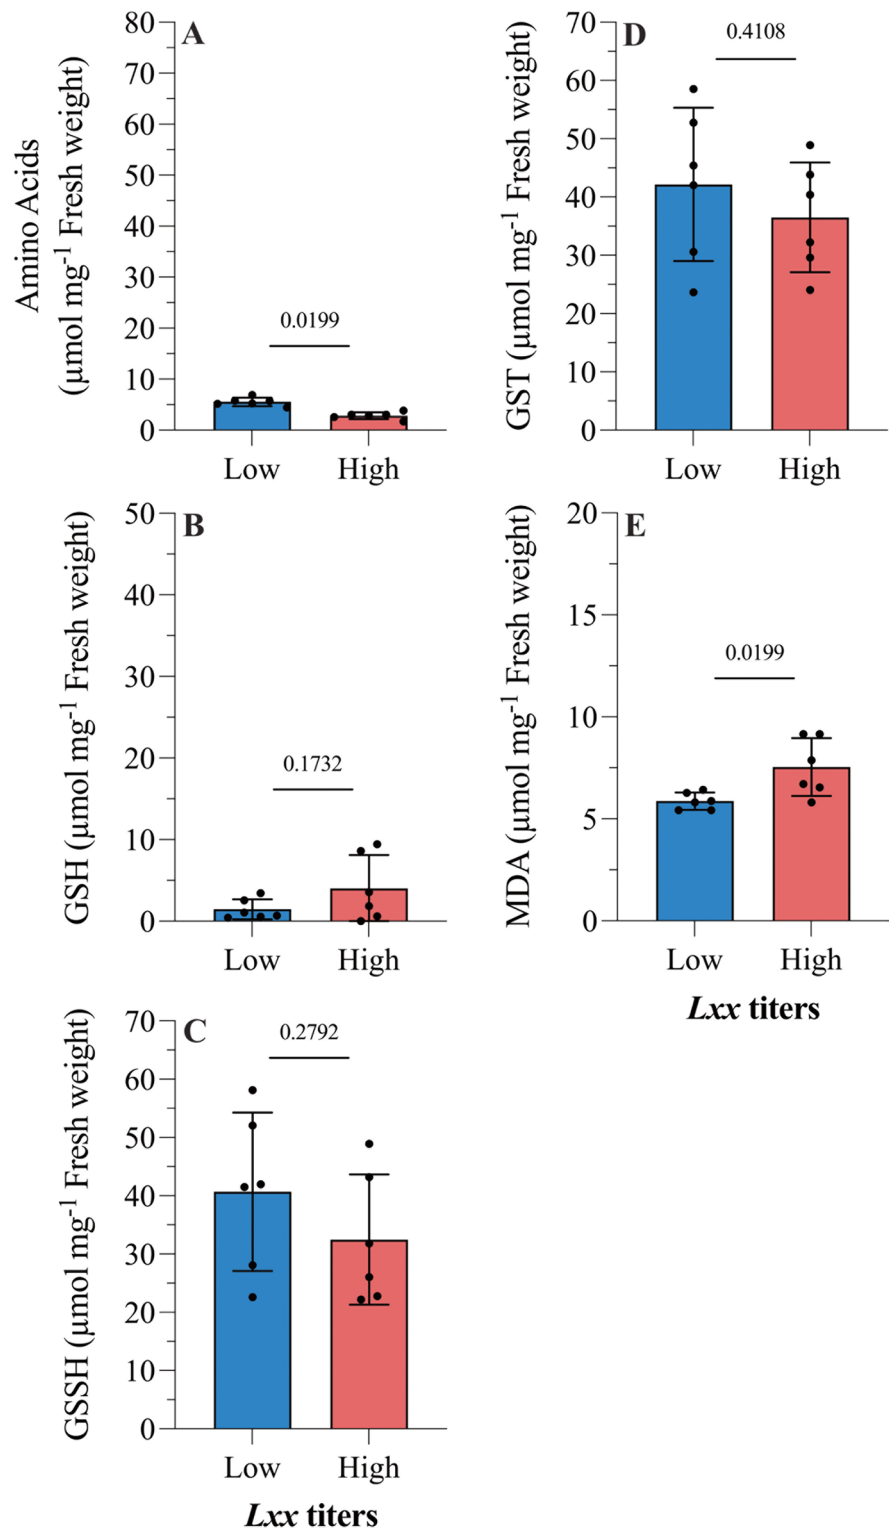 A
Amino Acids
(μmol mg-1 Fresh weight)
80
70
60
50
40
30
20
10
0
0.0199
Low
High
D
GST (μmol mg-1 Fresh weight)
70
60
50
40
30
20
10
0
0.4108
Low
High
B
GSH (μmol mg-1 Fresh weight)
50
40
30
20
10
0
0.1732
Low
High
E
MDA (μmol mg-1 Fresh weight)
20
15
10
5
0
0.0199
Low
High
Lxx titers
C
GSSH (μmol mg-1 Fresh weight)
70
60
50
40
30
20
10
0
0.2792
Low
High
Lxx titers